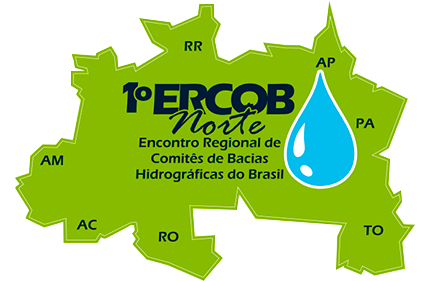 RR
AP
1º ERCOB
Norte
PA
Encontro Regional de
Comitês de Bacias
Hidrográficas do Brasil
AM
AC
RO
TO